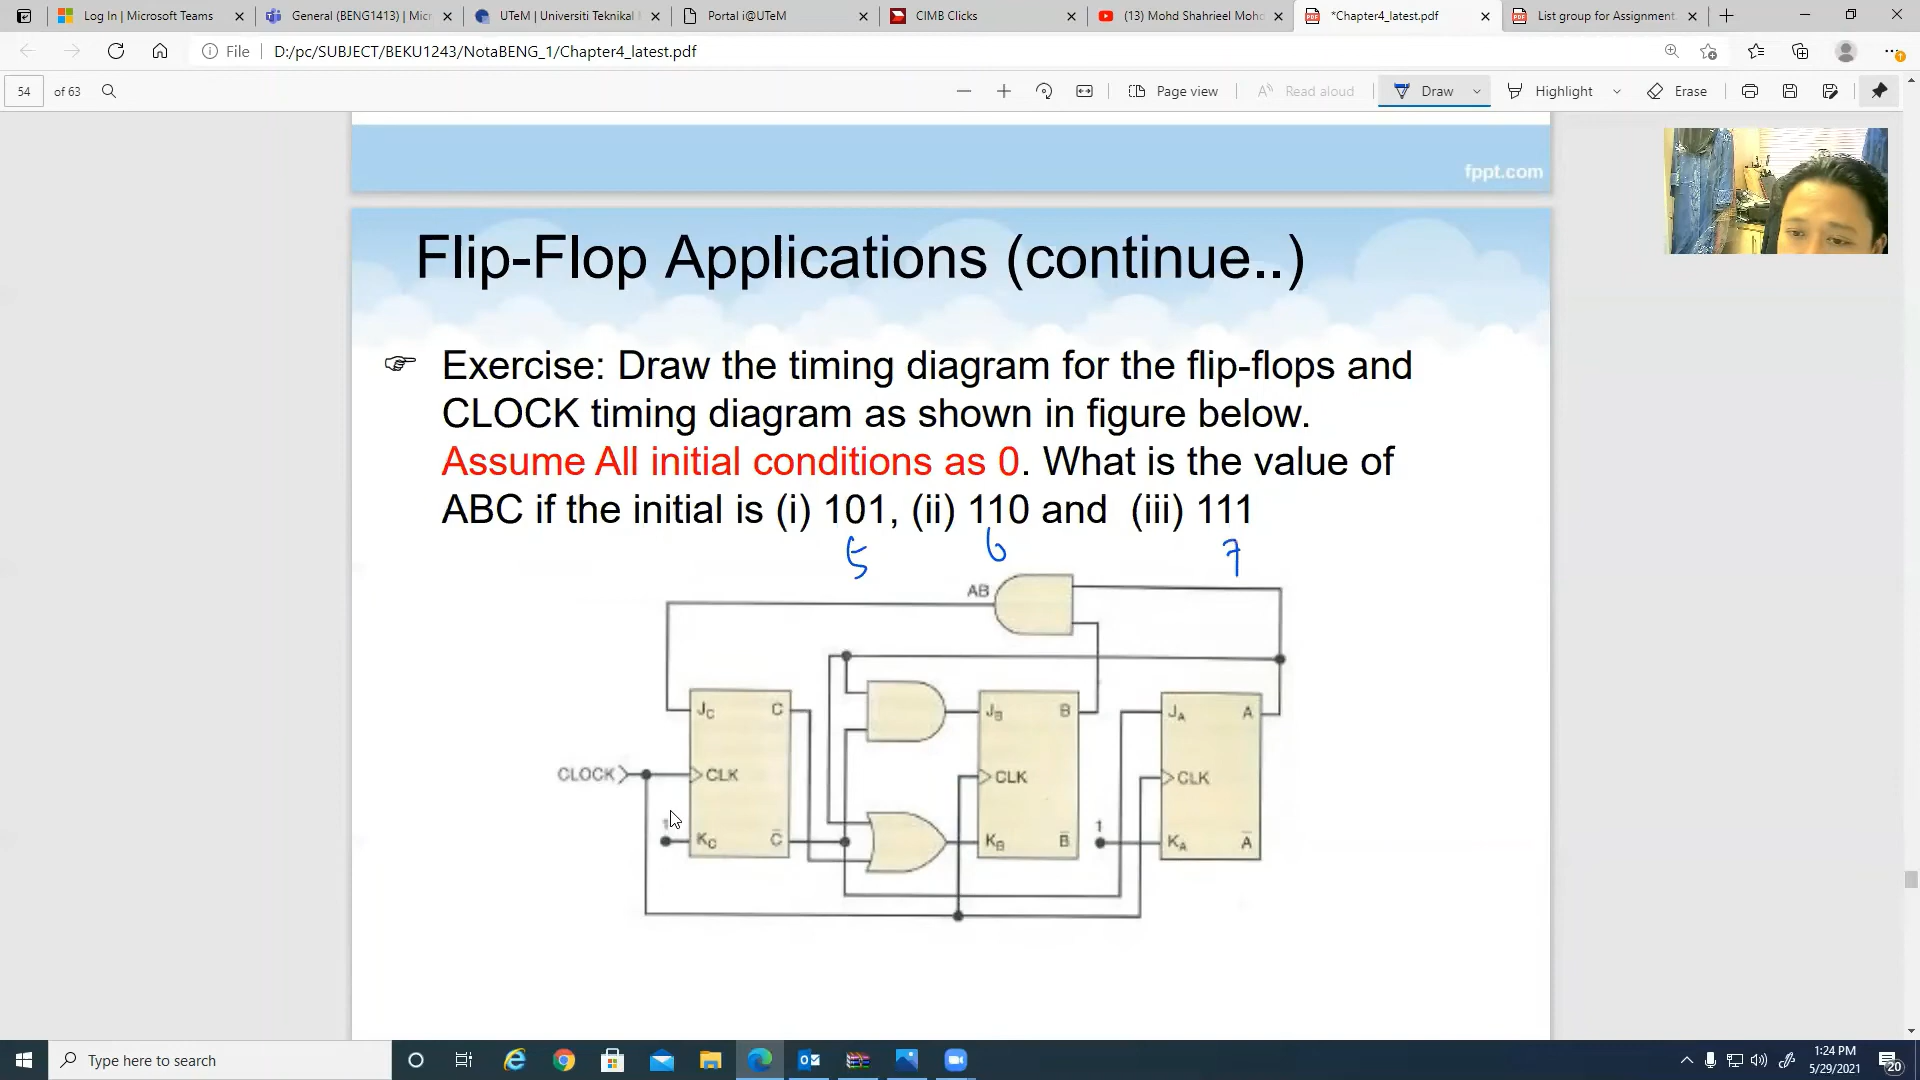 Log In | Microsoft Teams
General (BENG1413) | Micr
UTeM | Universiti Teknikal
Portal i@UTeM
CIMB Clicks
(13) Mohd Shahrieel Mohd
*Chapter4_latest.pdf
List group for Assignment
File
D:/pc/SUBJECT/BEKU1243/NotaBENG_1/Chapter4_latest.pdf
54 of 63
Page view
Read aloud
Draw
Highlight
Erase
fppt.com
Flip-Flop Applications (continue..)
Exercise: Draw the timing diagram for the flip-flops and
CLOCK timing diagram as shown in figure below.
Assume All initial conditions as 0. What is the value of
ABC if the initial is (i) 101, (ii) 110 and (iii) 111
5 6 7
AB
JC C JB B JA A
CLOCK CLK CLK CLK
1 1
KC C̅ KB B̅ KA A̅
Type here to search
1:24 PM
5/29/2021
20